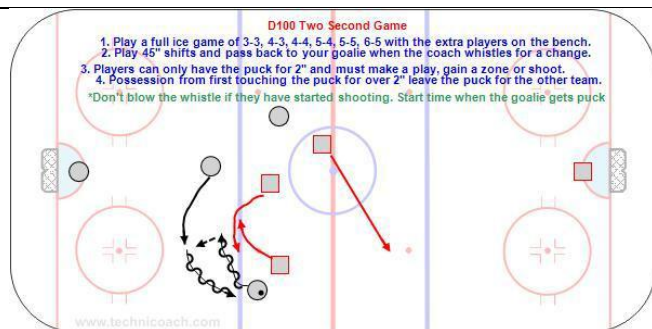 D100 Two Second Game
1. Play a full ice game of 3-3, 4-3, 4-4, 5-4, 5-5, 6-5 with the extra players on the bench.
2. Play 45" shifts and pass back to your goalie when the coach whistles for a change.
3. Players can only have the puck for 2" and must make a play, gain a zone or shoot.
4. Possession from first touching the puck for over 2" leave the puck for the other team.
*Don't blow the whistle if they have started shooting. Start time when the goalie gets puck
www.technicoach.com